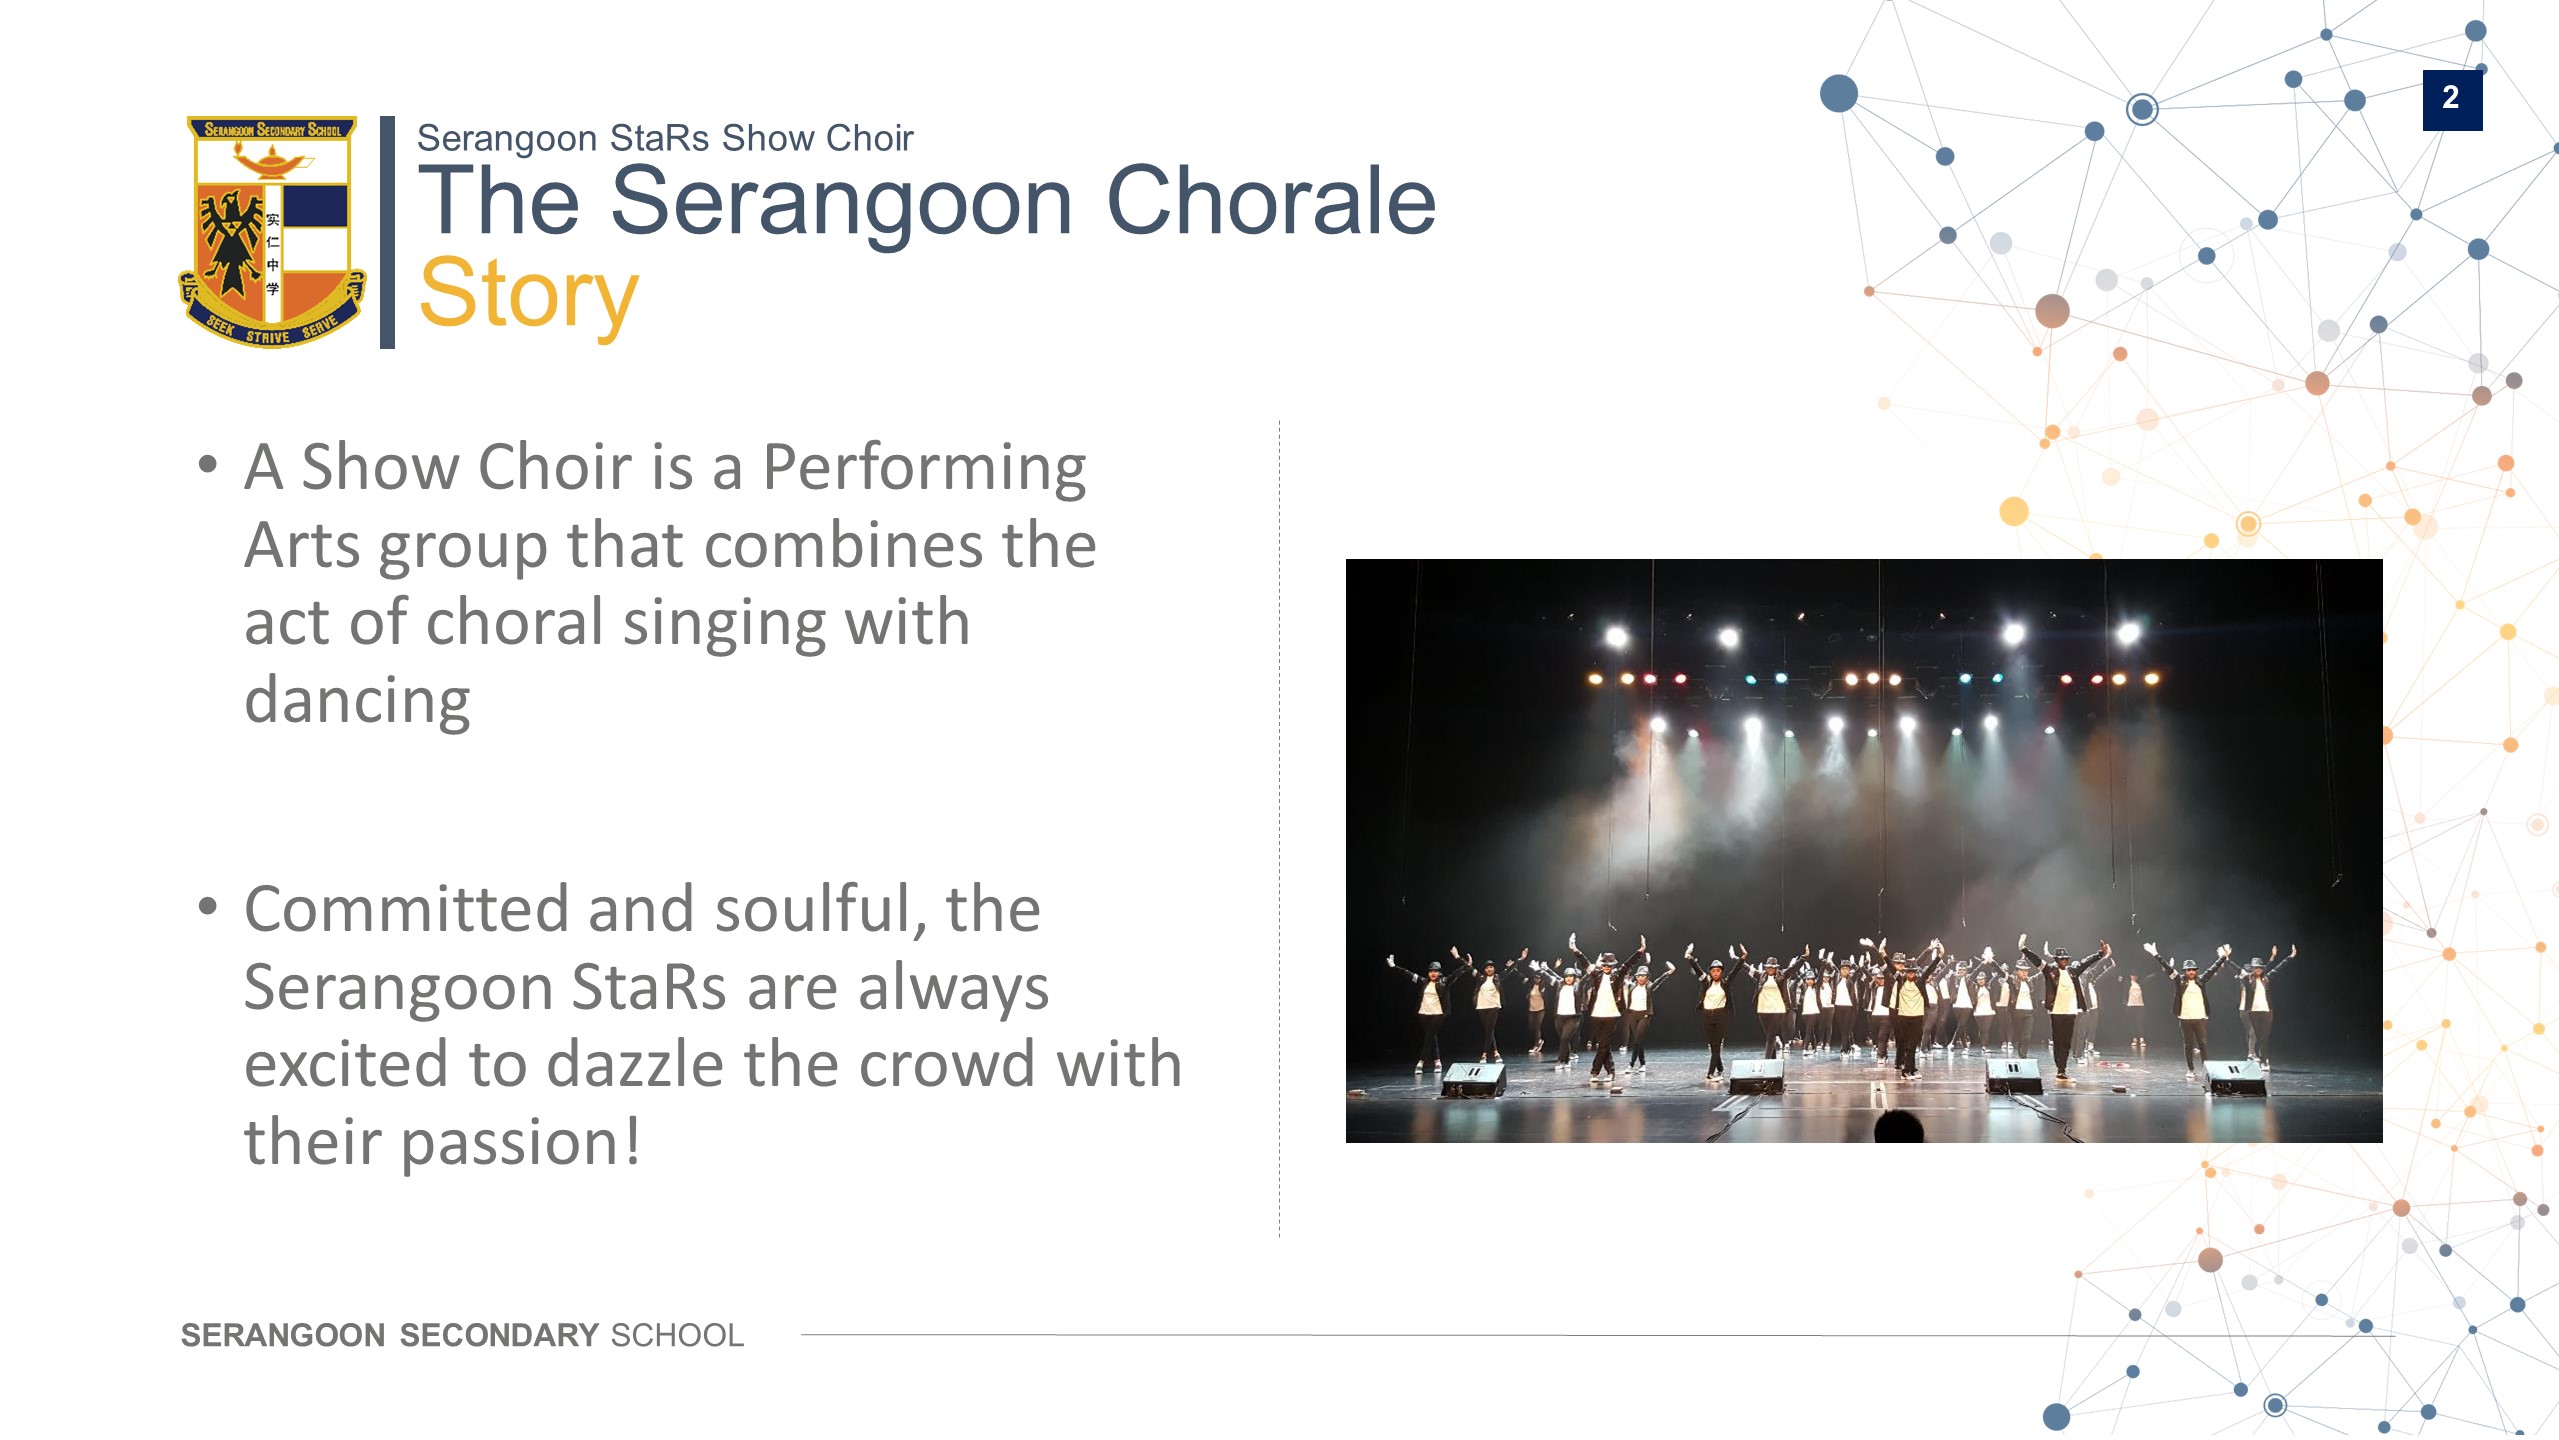 2
SERANGOON SECONDARY SCHOOL
实
仁
中
学
SEEK STRIVE SERVE
Serangoon StaRs Show Choir
The Serangoon Chorale
Story
• A Show Choir is a Performing
Arts group that combines the
act of choral singing with
dancing
• Committed and soulful, the
Serangoon StaRs are always
excited to dazzle the crowd with
their passion!
SERANGOON SECONDARY SCHOOL